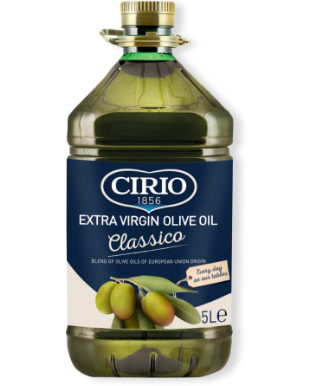 CIRIO
1856
EXTRA VIRGIN OLIVE OIL
Classico
BLEND OF OLIVE OILS OF EUROPEAN UNION ORIGIN
Every day
on our tables
5L℮